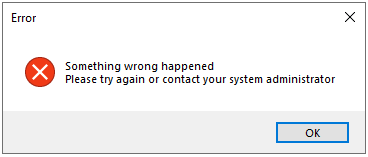 Error
Something wrong happened
Please try again or contact your system administrator
OK